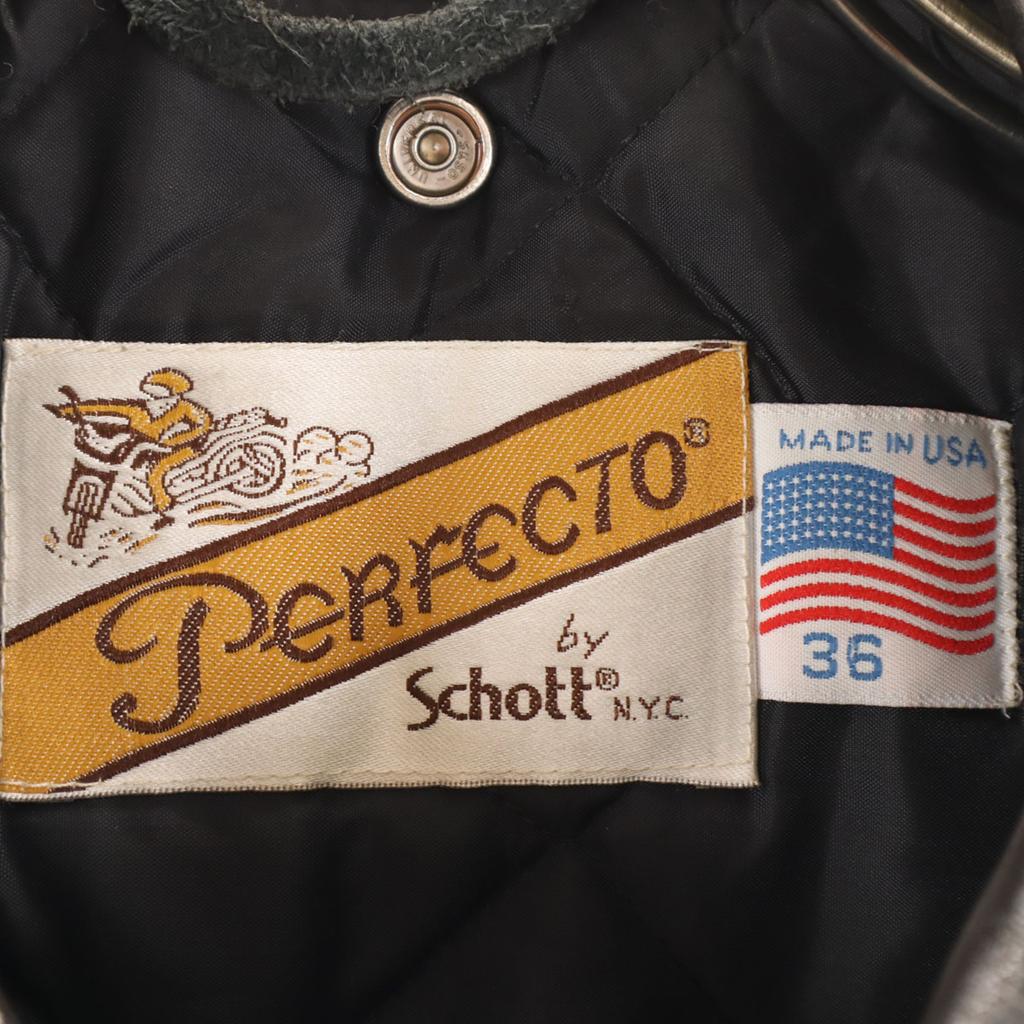 PERFECTO®
by
Schott® N.Y.C.
MADE IN USA
36